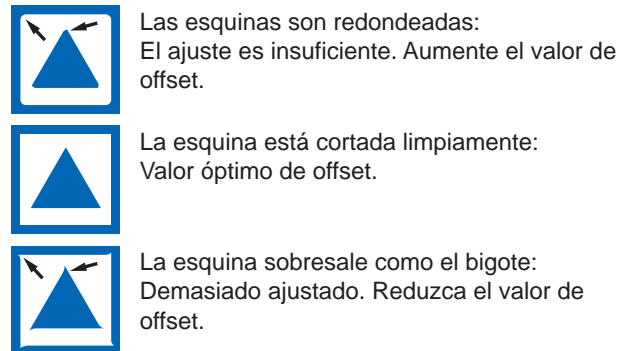 Las esquinas son redondeadas:
El ajuste es insuficiente. Aumente el valor de
offset.
La esquina está cortada limpiamente:
Valor óptimo de offset.
La esquina sobresale como el bigote:
Demasiado ajustado. Reduzca el valor de
offset.